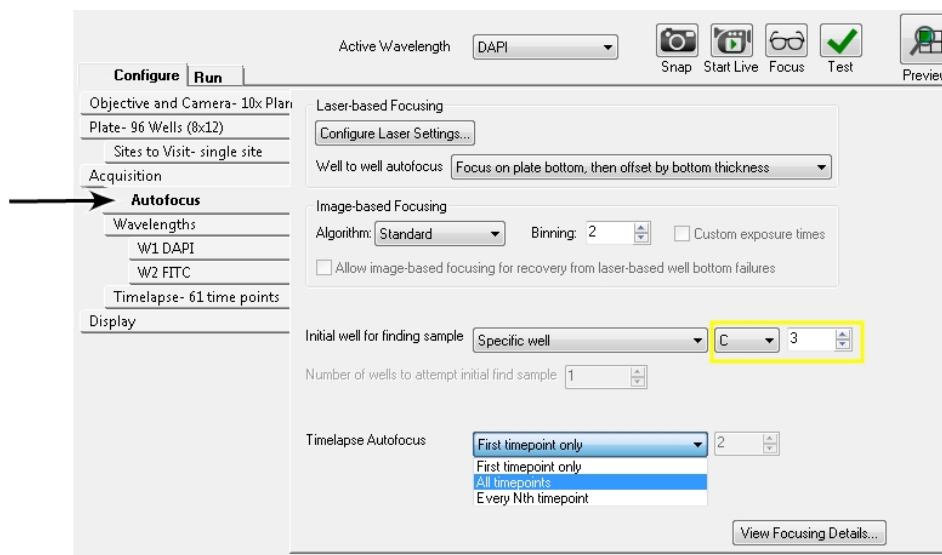 Active Wavelength DAPI
Snap Start Live Focus Test
Configure Run
Objective and Camera- 10x Plan
Plate- 96 Wells (8x12)
Sites to Visit- single site
Acquisition
Autofocus
Wavelengths
W1 DAPI
W2 FITC
Timelapse- 61 time points
Display
Laser-based Focusing
Configure Laser Settings...
Well to well autofocus Focus on plate bottom, then offset by bottom thickness
Image-based Focusing
Algorithm: Standard Binning: 2 Custom exposure times
Allow image-based focusing for recovery from laser-based well bottom failures
Initial well for finding sample Specific well C 3
Number of wells to attempt initial find sample 1
Timelapse Autofocus First timepoint only 2
First timepoint only
All timepoints
Every Nth timepoint
View Focusing Details...